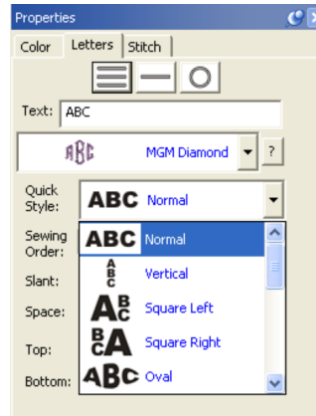 Properties
Color Letters Stitch
Text: ABC
ABC MGM Diamond ?
Quick Style: ABC Normal
Sewing Order: ABC Normal
Slant: ABC Vertical
Space: ABC Square Left
Top: BCA Square Right
Bottom: ABC Oval